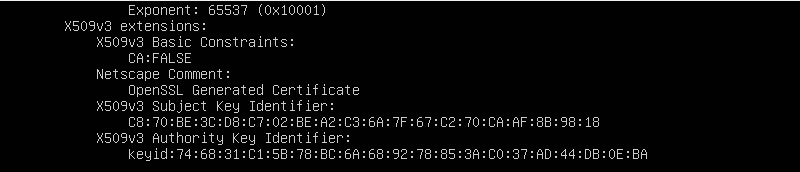 Exponent: 65537 (0x10001)
X509v3 extensions:
X509v3 Basic Constraints:
CA:FALSE
Netscape Comment:
OpenSSL Generated Certificate
X509v3 Subject Key Identifier:
C8:70:BE:3C:D8:C7:02:BE:A2:C3:6A:7F:67:C2:70:CA:AF:8B:98:18
X509v3 Authority Key Identifier:
keyid:74:68:31:C1:5B:78:BC:6A:68:92:78:85:3A:C0:37:AD:44:DB:0E:BA